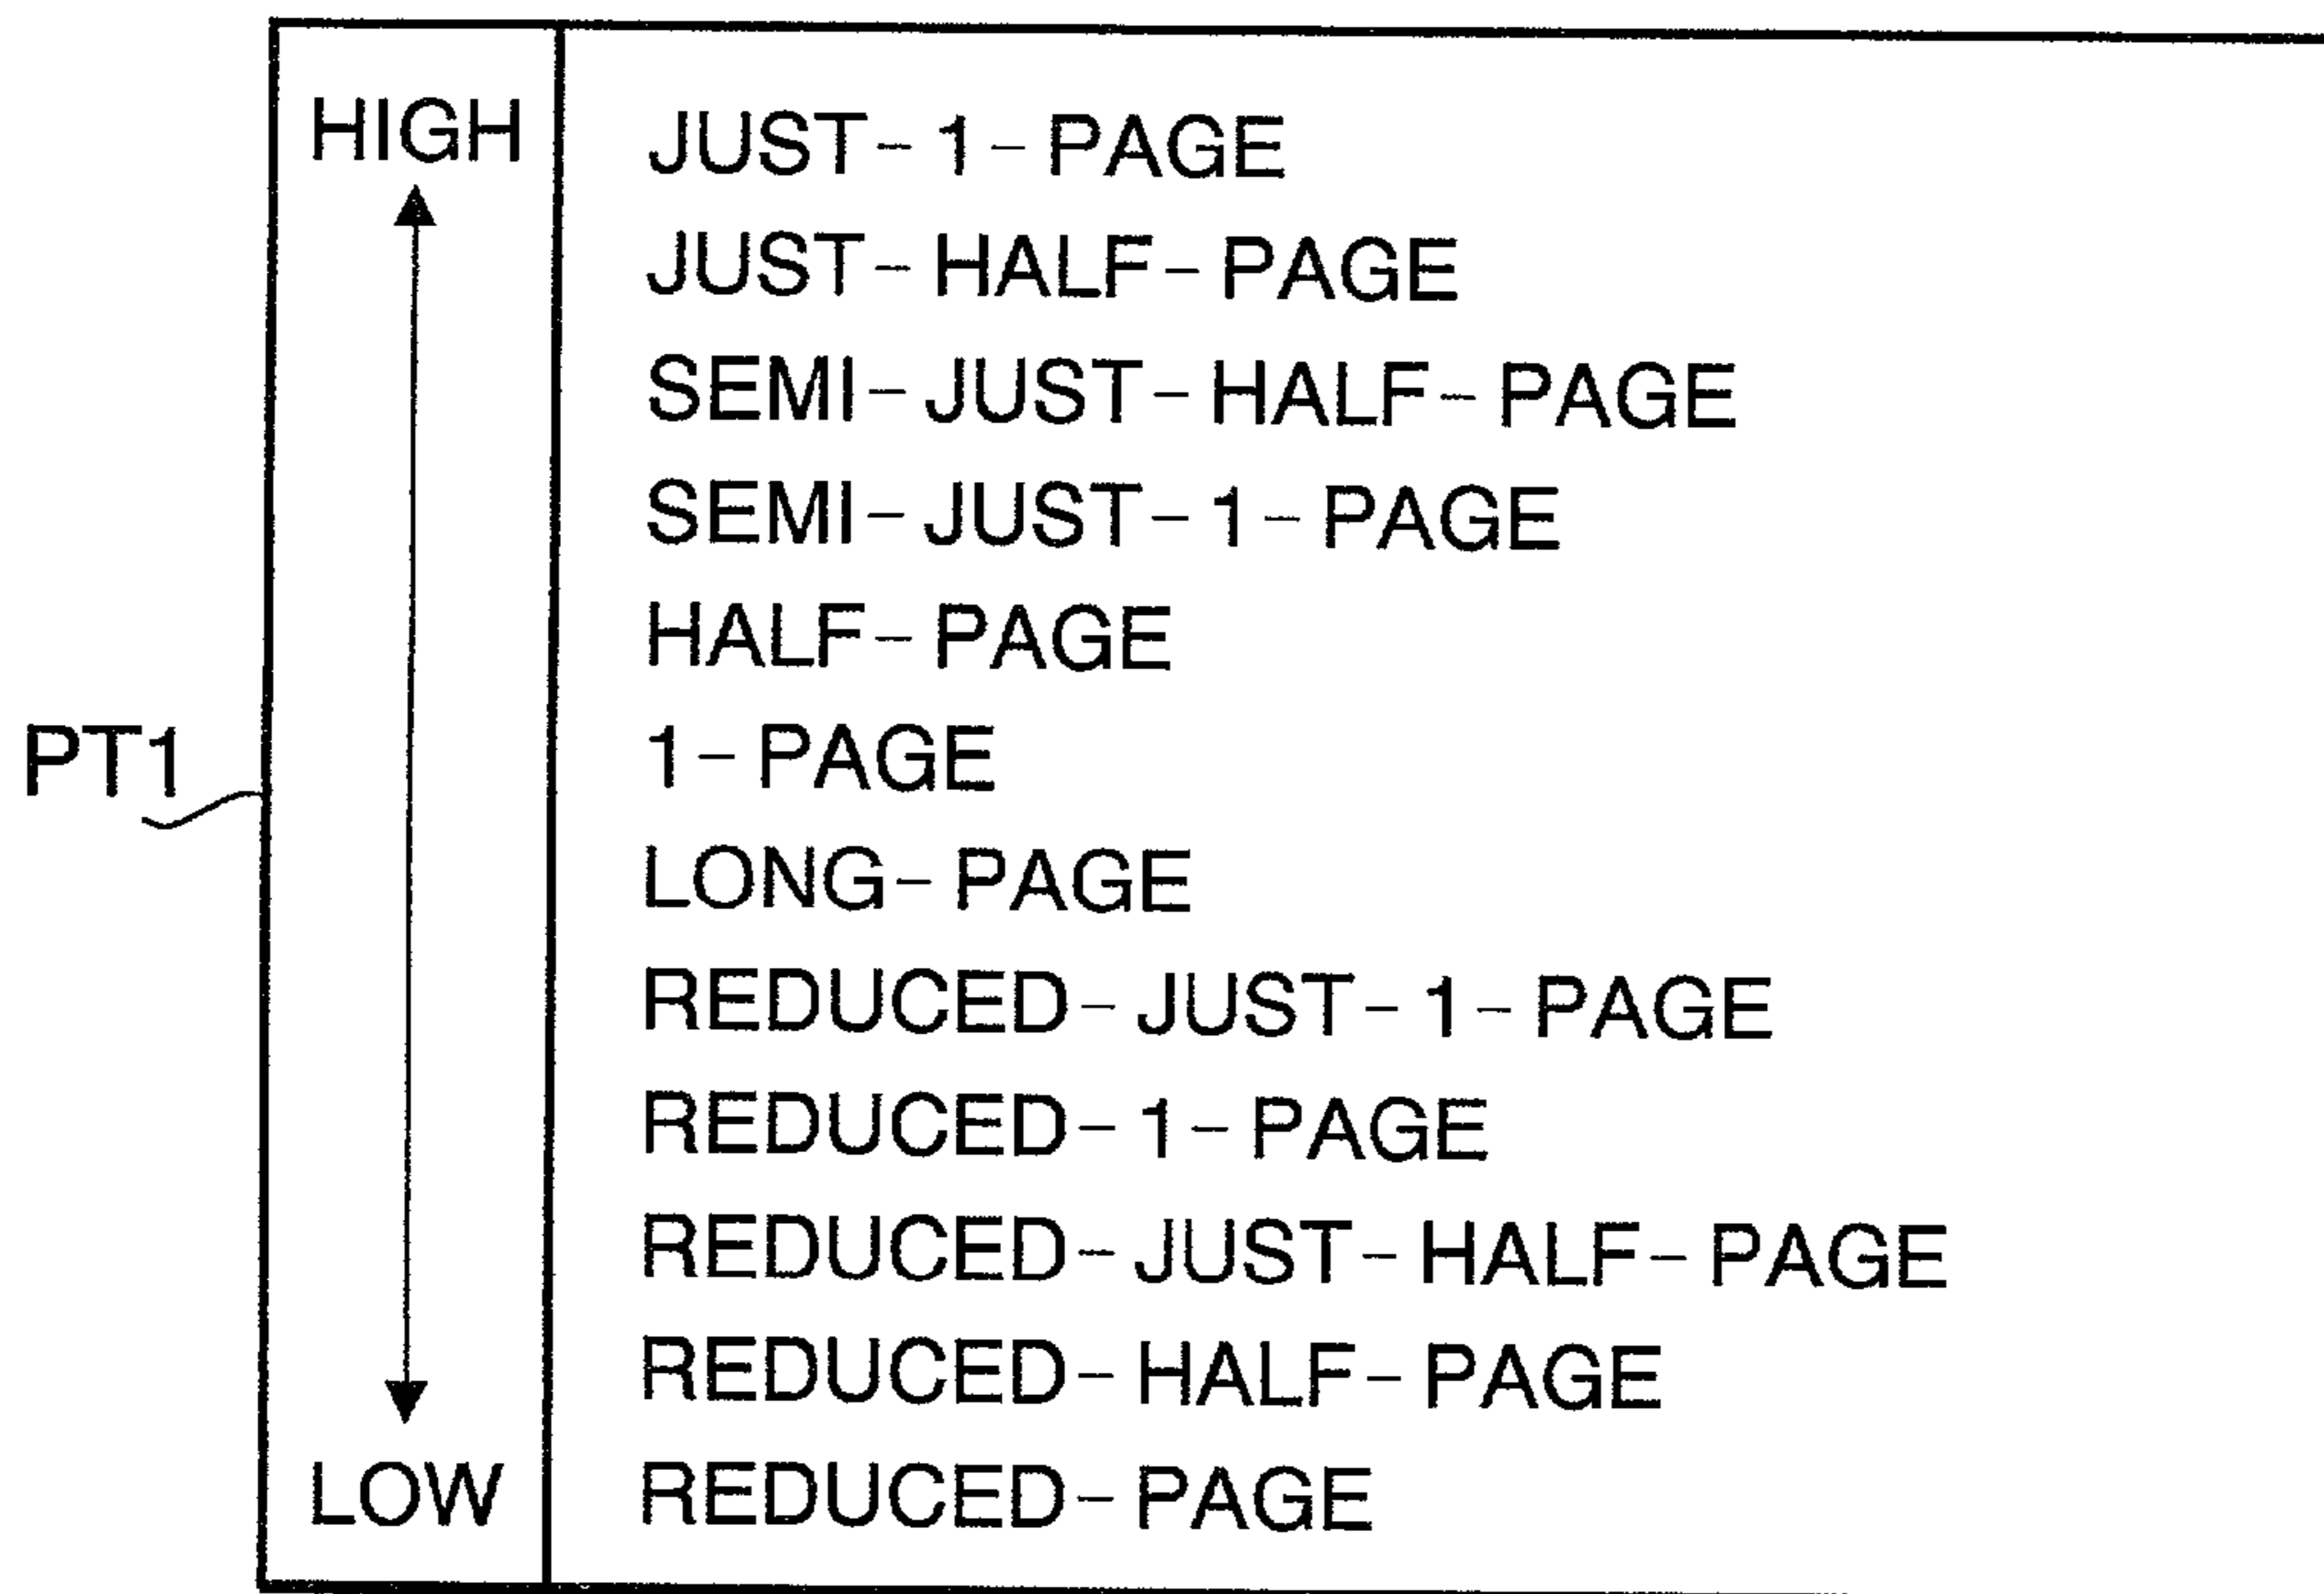 HIGH JUST-1-PAGE
JUST-HALF-PAGE
SEMI-JUST-HALF-PAGE
SEMI-JUST-1-PAGE
HALF-PAGE
PT1 1-PAGE
LONG-PAGE
REDUCED-JUST-1-PAGE
REDUCED-1-PAGE
REDUCED-JUST-HALF-PAGE
REDUCED-HALF-PAGE
LOW REDUCED-PAGE